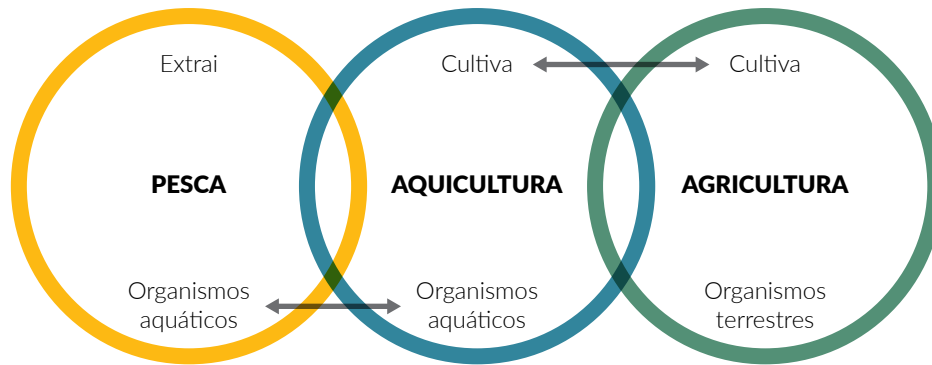 Extrai
Cultiva
Cultiva
PESCA
AQUICULTURA
AGRICULTURA
Organismos
aquáticos
Organismos
aquáticos
Organismos
terrestres